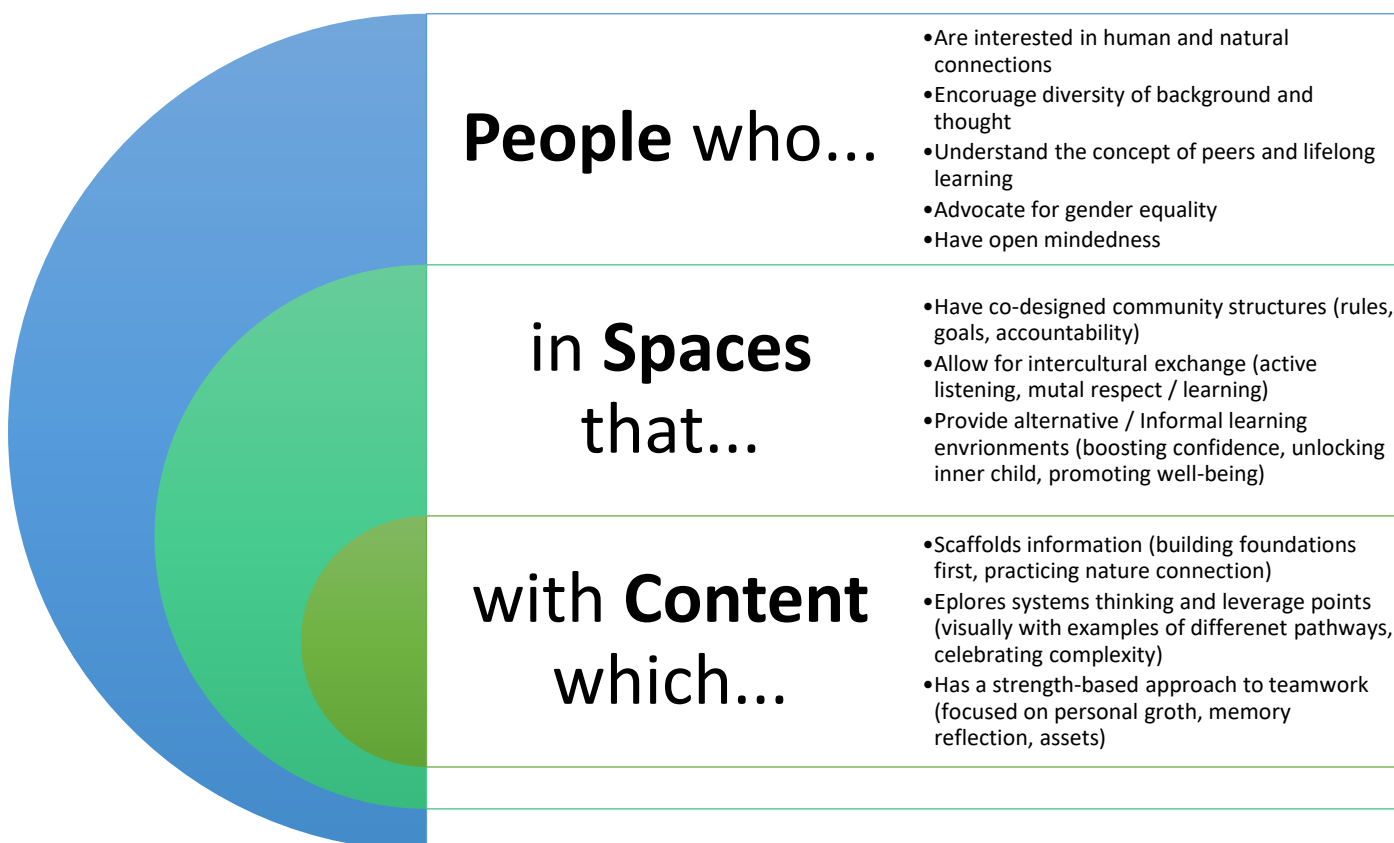 People who...
•Are interested in human and natural
connections
•Encoruage diversity of background and
thought
•Understand the concept of peers and lifelong
learning
•Advocate for gender equality
•Have open mindedness
in Spaces
that...
•Have co-designed community structures (rules,
goals, accountability)
•Allow for intercultural exchange (active
listening, mutal respect / learning)
•Provide alternative / Informal learning
envrionments (boosting confidence, unlocking
inner child, promoting well-being)
with Content
which...
•Scaffolds information (building foundations
first, practicing nature connection)
•Eplores systems thinking and leverage points
(visually with examples of differenet pathways,
celebrating complexity)
•Has a strength-based approach to teamwork
(focused on personal groth, memory
reflection, assets)